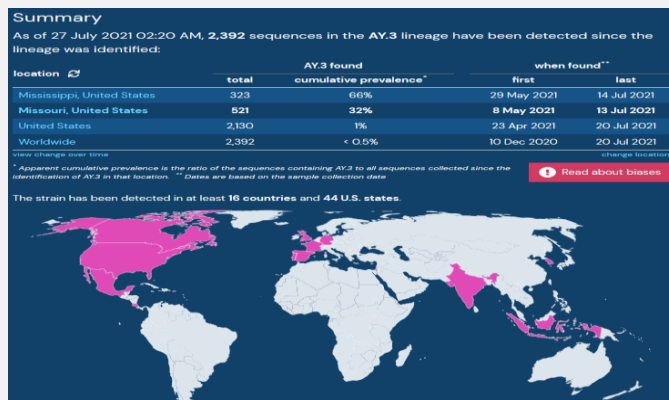 Summary
As of 27 July 2021 02:20 AM, 2,392 sequences in the AY.3 lineage have been detected since the
lineage was identified:
AY.3 found when found**
location total cumulative prevalence* first last
Mississippi, United States 323 66% 29 May 2021 14 Jul 2021
Missouri, United States 521 32% 8 May 2021 13 Jul 2021
United States 2,130 1% 23 Apr 2021 20 Jul 2021
Worldwide 2,392 < 0.5% 10 Dec 2020 20 Jul 2021
view change over time change location
* Apparent cumulative prevalence is the ratio of the sequences containing AY.3 to all sequences collected since the
identification of AY.3 in that location. ** Dates are based on the sample collection date
! Read about biases
The strain has been detected in at least 16 countries and 44 U.S. states.